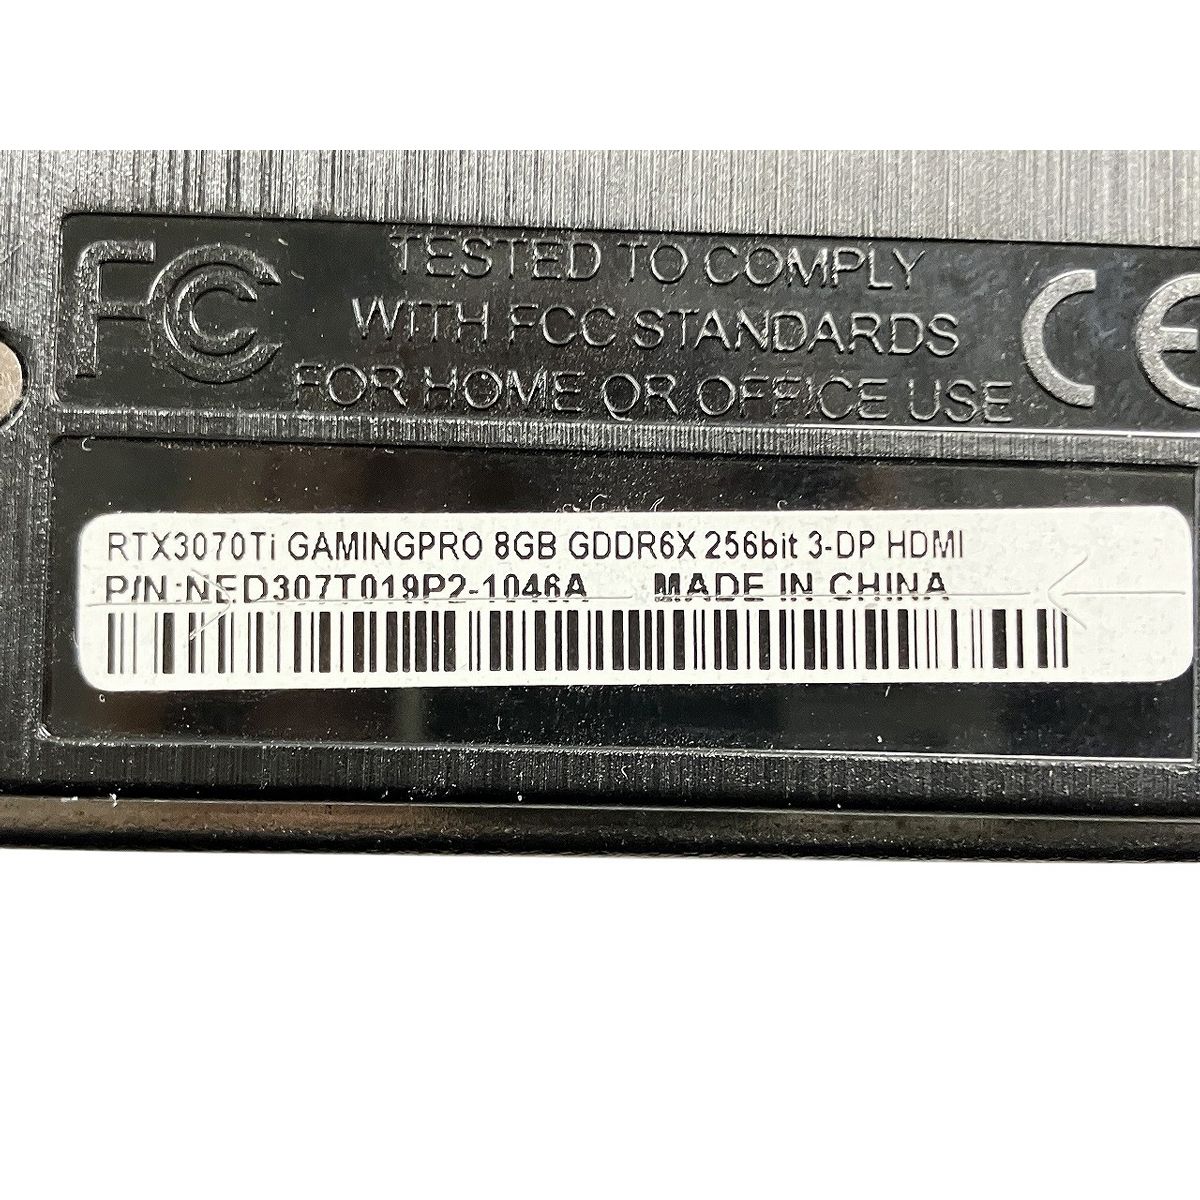 FC
TESTED TO COMPLY
WITH FCC STANDARDS
FOR HOME OR OFFICE USE
CE
RTX3070Ti GAMINGPRO 8GB GDDR6X 256bit 3-DP HDMI
P/N:NED307T019P2-1046A MADE IN CHINA